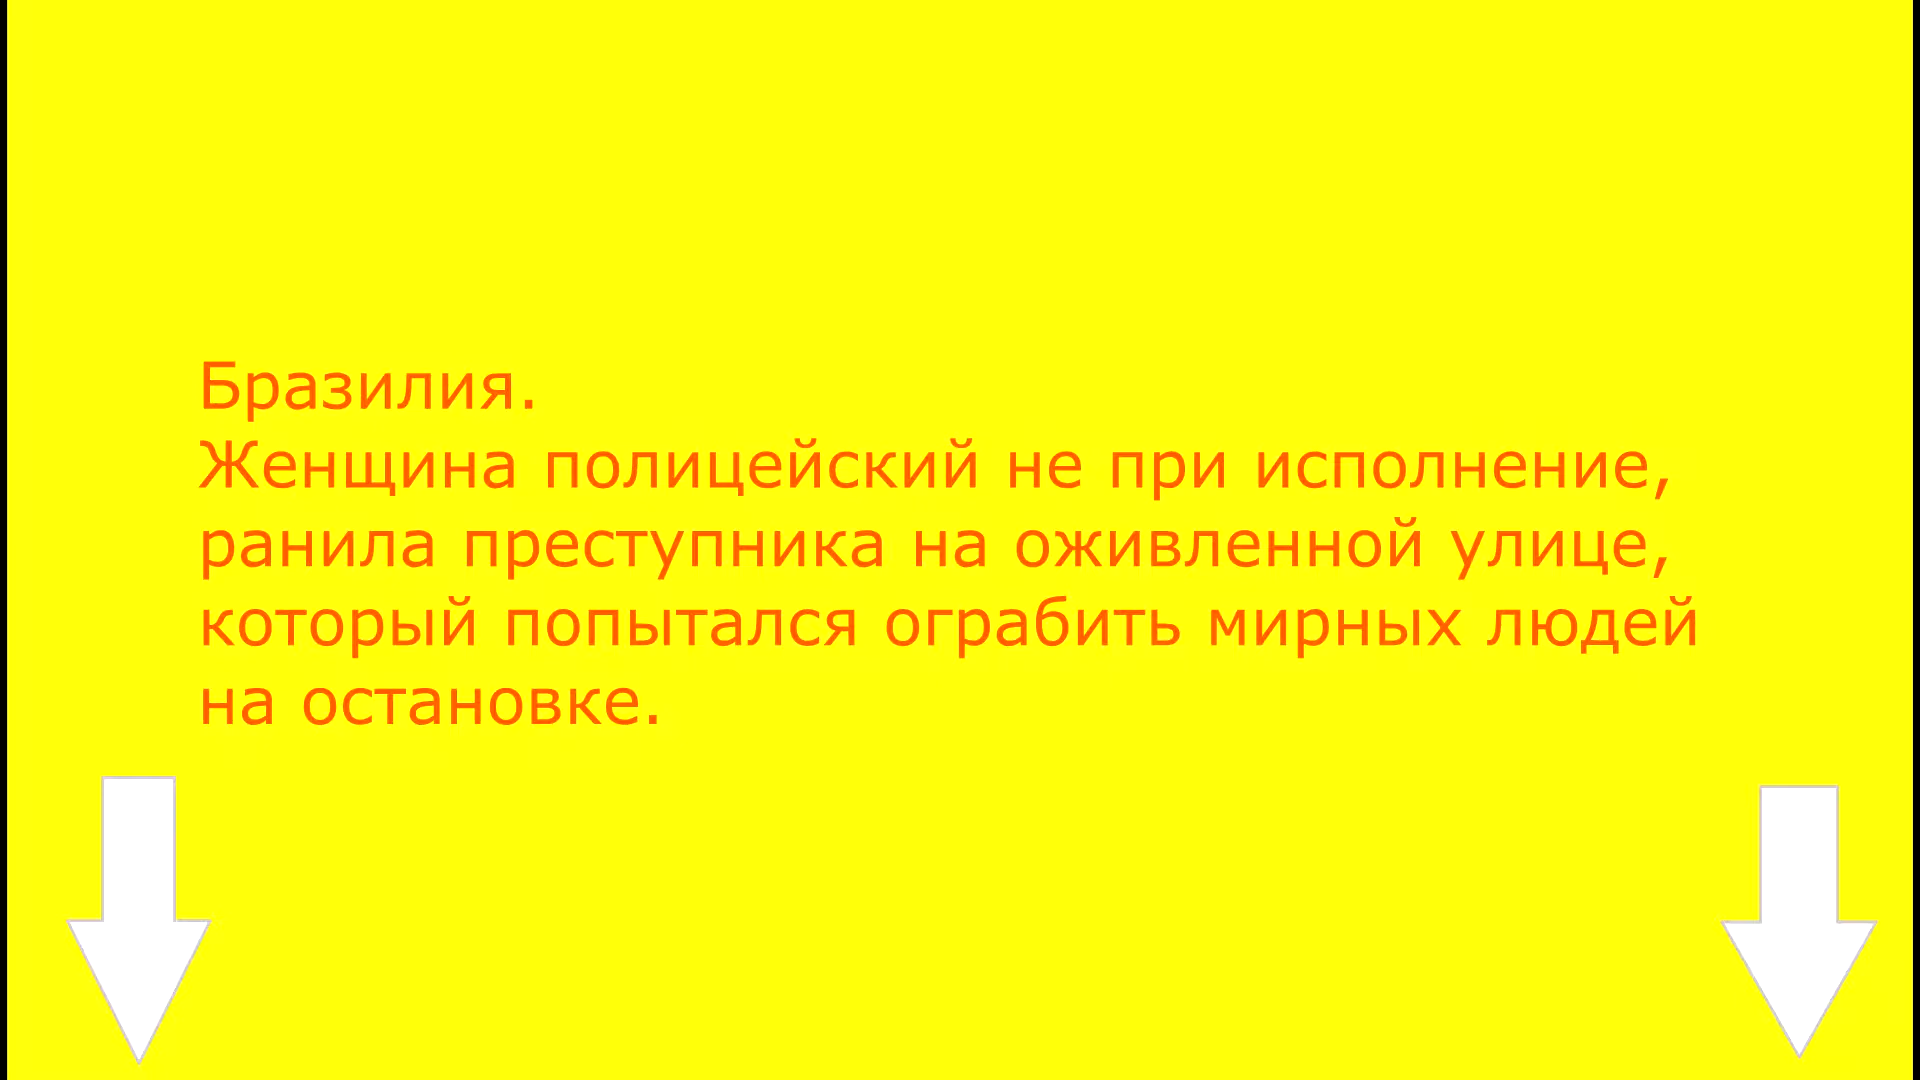 Бразилия.
Женщина полицейский не при исполнение,
ранила преступника на оживленной улице,
который попытался ограбить мирных людей
на остановке.